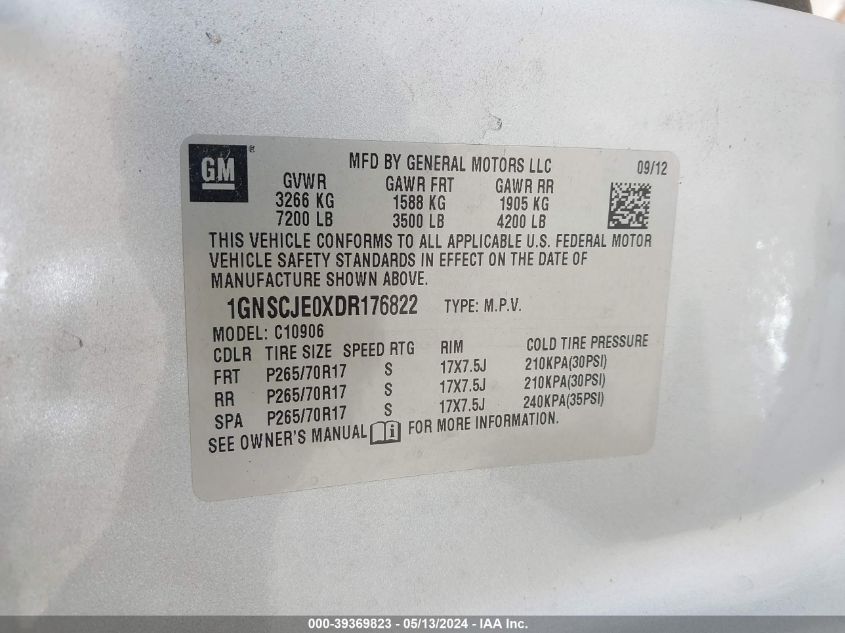 GM ®
MFD BY GENERAL MOTORS LLC 09/12
GVWR GAWR FRT GAWR RR
3266 KG 1588 KG 1905 KG
7200 LB 3500 LB 4200 LB
THIS VEHICLE CONFORMS TO ALL APPLICABLE U.S. FEDERAL MOTOR
VEHICLE SAFETY STANDARDS IN EFFECT ON THE DATE OF
MANUFACTURE SHOWN ABOVE.
1GNSCJE0XDR176822 TYPE: M.P.V.
MODEL: C10906
CDLR TIRE SIZE SPEED RTG RIM COLD TIRE PRESSURE
FRT P265/70R17 S 17X7.5J 210KPA(30PSI)
RR P265/70R17 S 17X7.5J 210KPA(30PSI)
SPA P265/70R17 S 17X7.5J 240KPA(35PSI)
SEE OWNER'S MANUAL i FOR MORE INFORMATION.
000-39369823 - 05/13/2024 - IAA Inc.